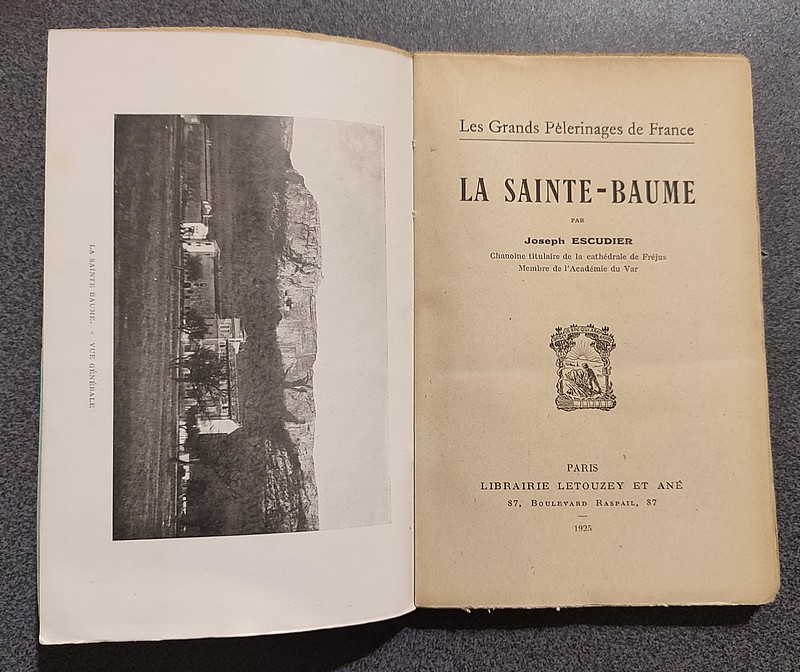 LA SAINTE BAUME. - VUE GÉNÉRALE
Les Grands Pèlerinages de France
LA SAINTE-BAUME
PAR
Joseph ESCUDIER
Chanoine titulaire de la cathédrale de Fréjus
Membre de l'Académie du Var
PARIS
LIBRAIRIE LETOUZEY ET ANÉ
87, Boulevard Raspail, 87
1925